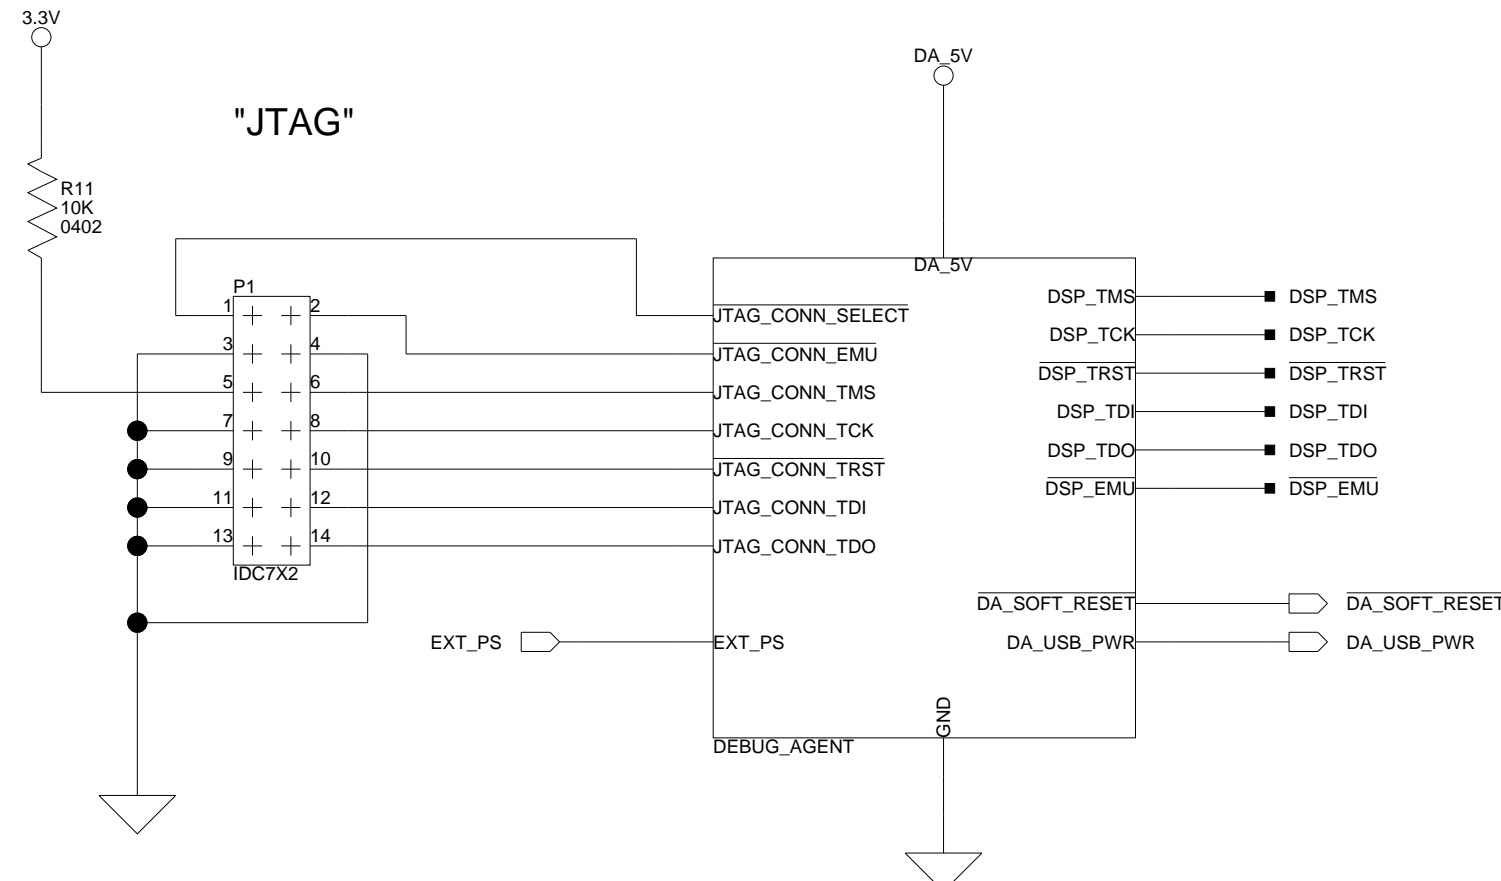 3.3V
DA_5V
"JTAG"
R11
10K
0402
DA_5V
P1
1 2
3 4
5 6
7 8
9 10
11 12
13 14
IDC7X2
JTAG_CONN_SELECT
JTAG_CONN_EMU
JTAG_CONN_TMS
JTAG_CONN_TCK
JTAG_CONN_TRST
JTAG_CONN_TDI
JTAG_CONN_TDO
DSP_TMS DSP_TMS
DSP_TCK DSP_TCK
DSP_TRST DSP_TRST
DSP_TDI DSP_TDI
DSP_TDO DSP_TDO
DSP_EMU DSP_EMU
DA_SOFT_RESET DA_SOFT_RESET
EXT_PS EXT_PS
DA_USB_PWR DA_USB_PWR
GND
DEBUG_AGENT